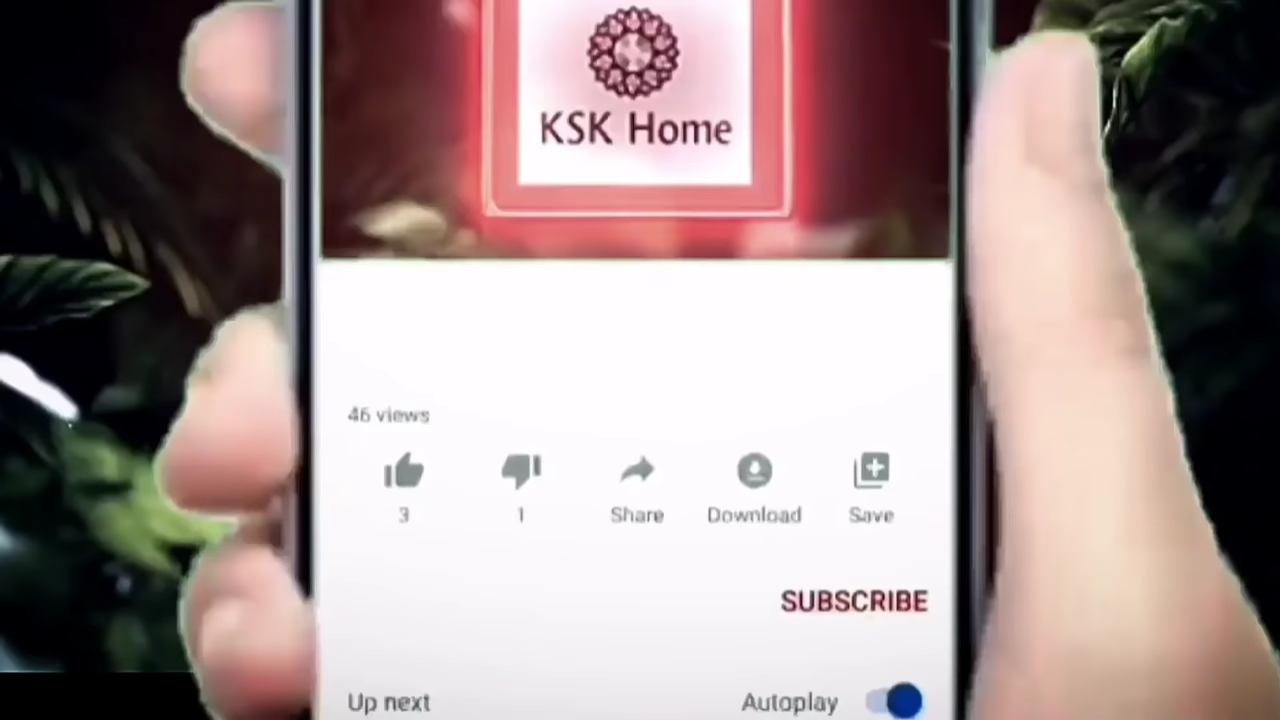 KSK Home
46 views
3
1
Share
Download
Save
SUBSCRIBE
Up next
Autoplay